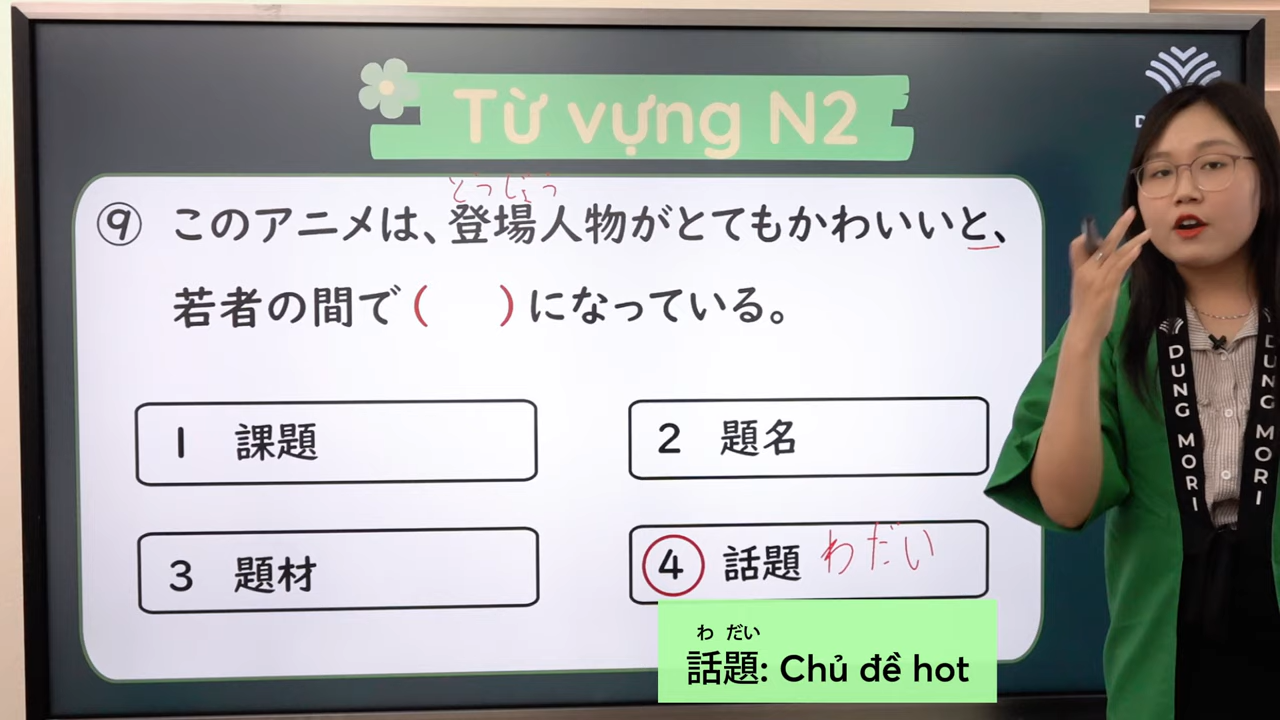 Từ vựng N2
とうじょう
⑨ このアニメは、登場人物がとてもかわいいと、
若者の間で( )になっている。
1 課題
2 題名
3 題材
4 話題 わだい
わ だい
話題: Chủ đề hot
DUNG MORI
DUNG MORI